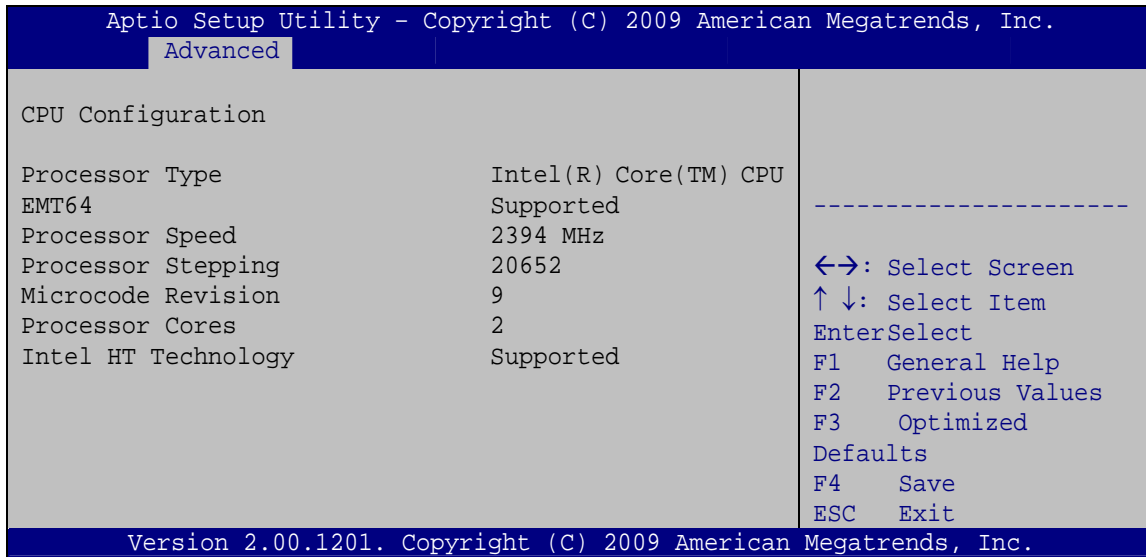 Aptio Setup Utility – Copyright (C) 2009 American Megatrends, Inc.
Advanced
CPU Configuration
Processor Type Intel(R) Core(TM) CPU
EMT64 Supported
Processor Speed 2394 MHz
Processor Stepping 20652
Microcode Revision 9
Processor Cores 2
Intel HT Technology Supported
----------------------
←→: Select Screen
↑ ↓: Select Item
EnterSelect
F1 General Help
F2 Previous Values
F3 Optimized
Defaults
F4 Save
ESC Exit
Version 2.00.1201. Copyright (C) 2009 American Megatrends, Inc.